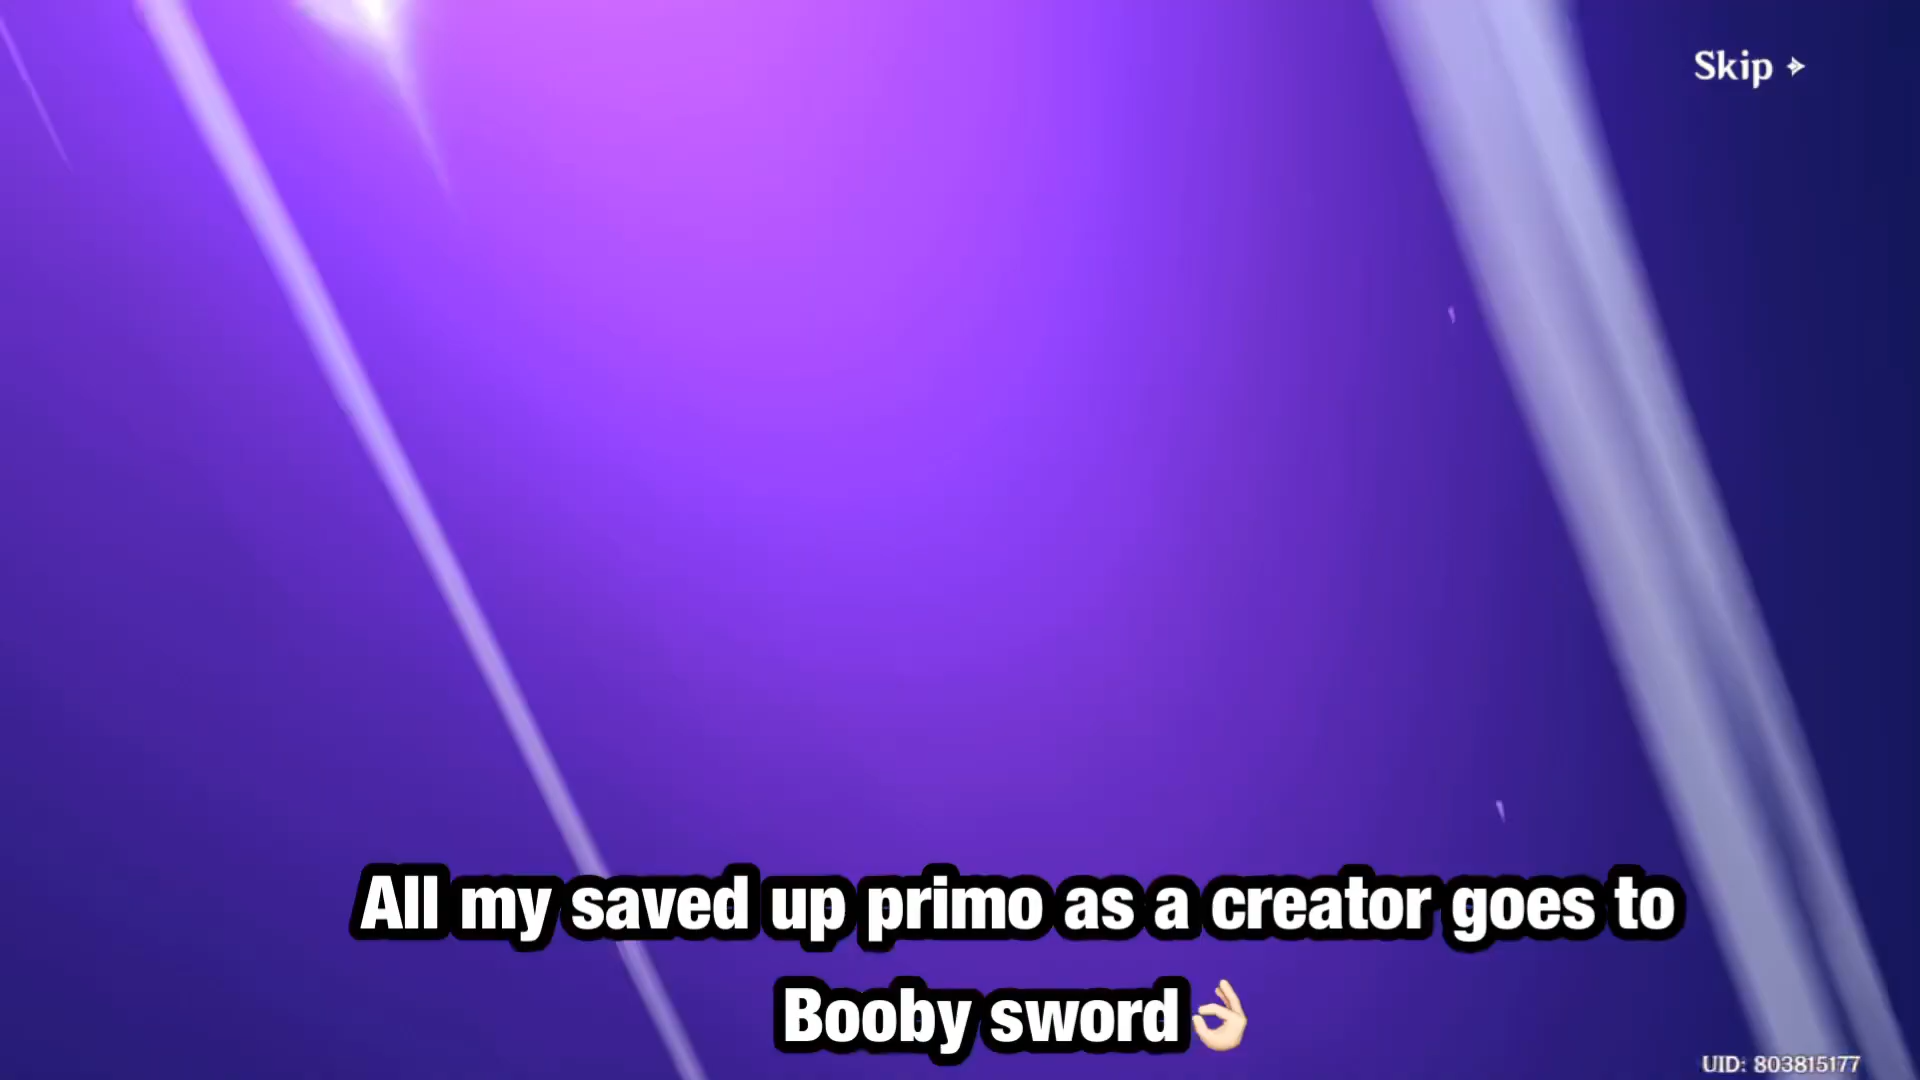 Skip
All my saved up primo as a creator goes to
Booby sword👌🏻
UID: 803815177